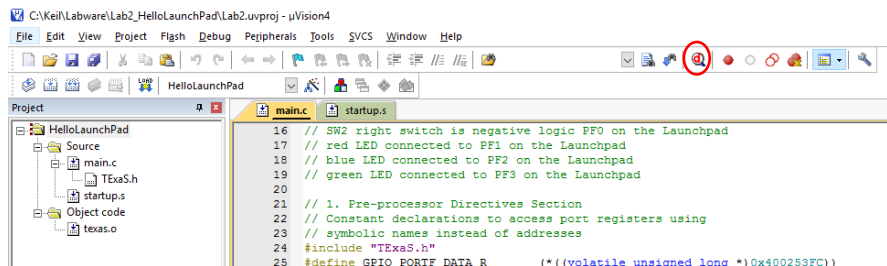 C:\Keil\Labware\Lab2_HelloLaunchPad\Lab2.uvproj - µVision4
File Edit View Project Flash Debug Peripherals Tools SVCS Window Help
LOAD HelloLaunchPad
Project
main.c startup.s
HelloLaunchPad
Source
main.c
TExaS.h
startup.s
Object code
texas.o
16 // SW2 right switch is negative logic PF0 on the Launchpad
17 // red LED connected to PF1 on the Launchpad
18 // blue LED connected to PF2 on the Launchpad
19 // green LED connected to PF3 on the Launchpad
20
21 // 1. Pre-processor Directives Section
22 // Constant declarations to access port registers using
23 // symbolic names instead of addresses
24 #include "TExaS.h"
25 #define GPIO_PORTF_DATA_R (*((volatile unsigned long *)0x400253FC))